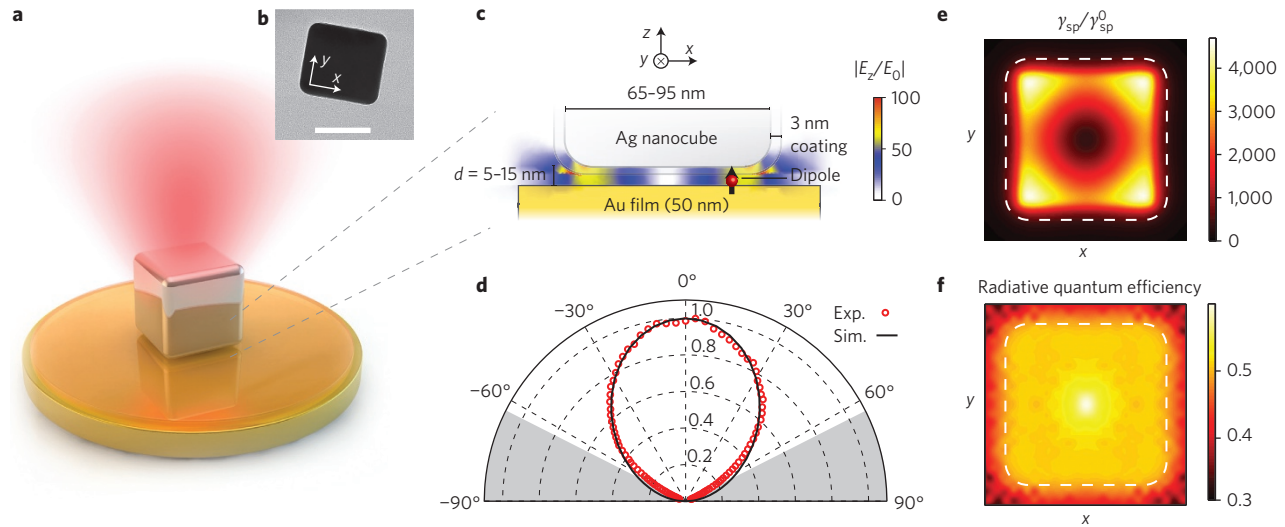 a
b
y
x
c
z
y
x
|E_z/E_0|
100
50
0
65–95 nm
Ag nanocube
3 nm
coating
d = 5–15 nm
Dipole
Au film (50 nm)
d
0°
−30°
30°
−60°
60°
−90°
90°
1.0
0.8
0.6
0.4
0.2
Exp.
Sim.
e
γ_sp/γ_sp^0
y
x
4,000
3,000
2,000
1,000
0
f
Radiative quantum efficiency
y
x
0.5
0.4
0.3